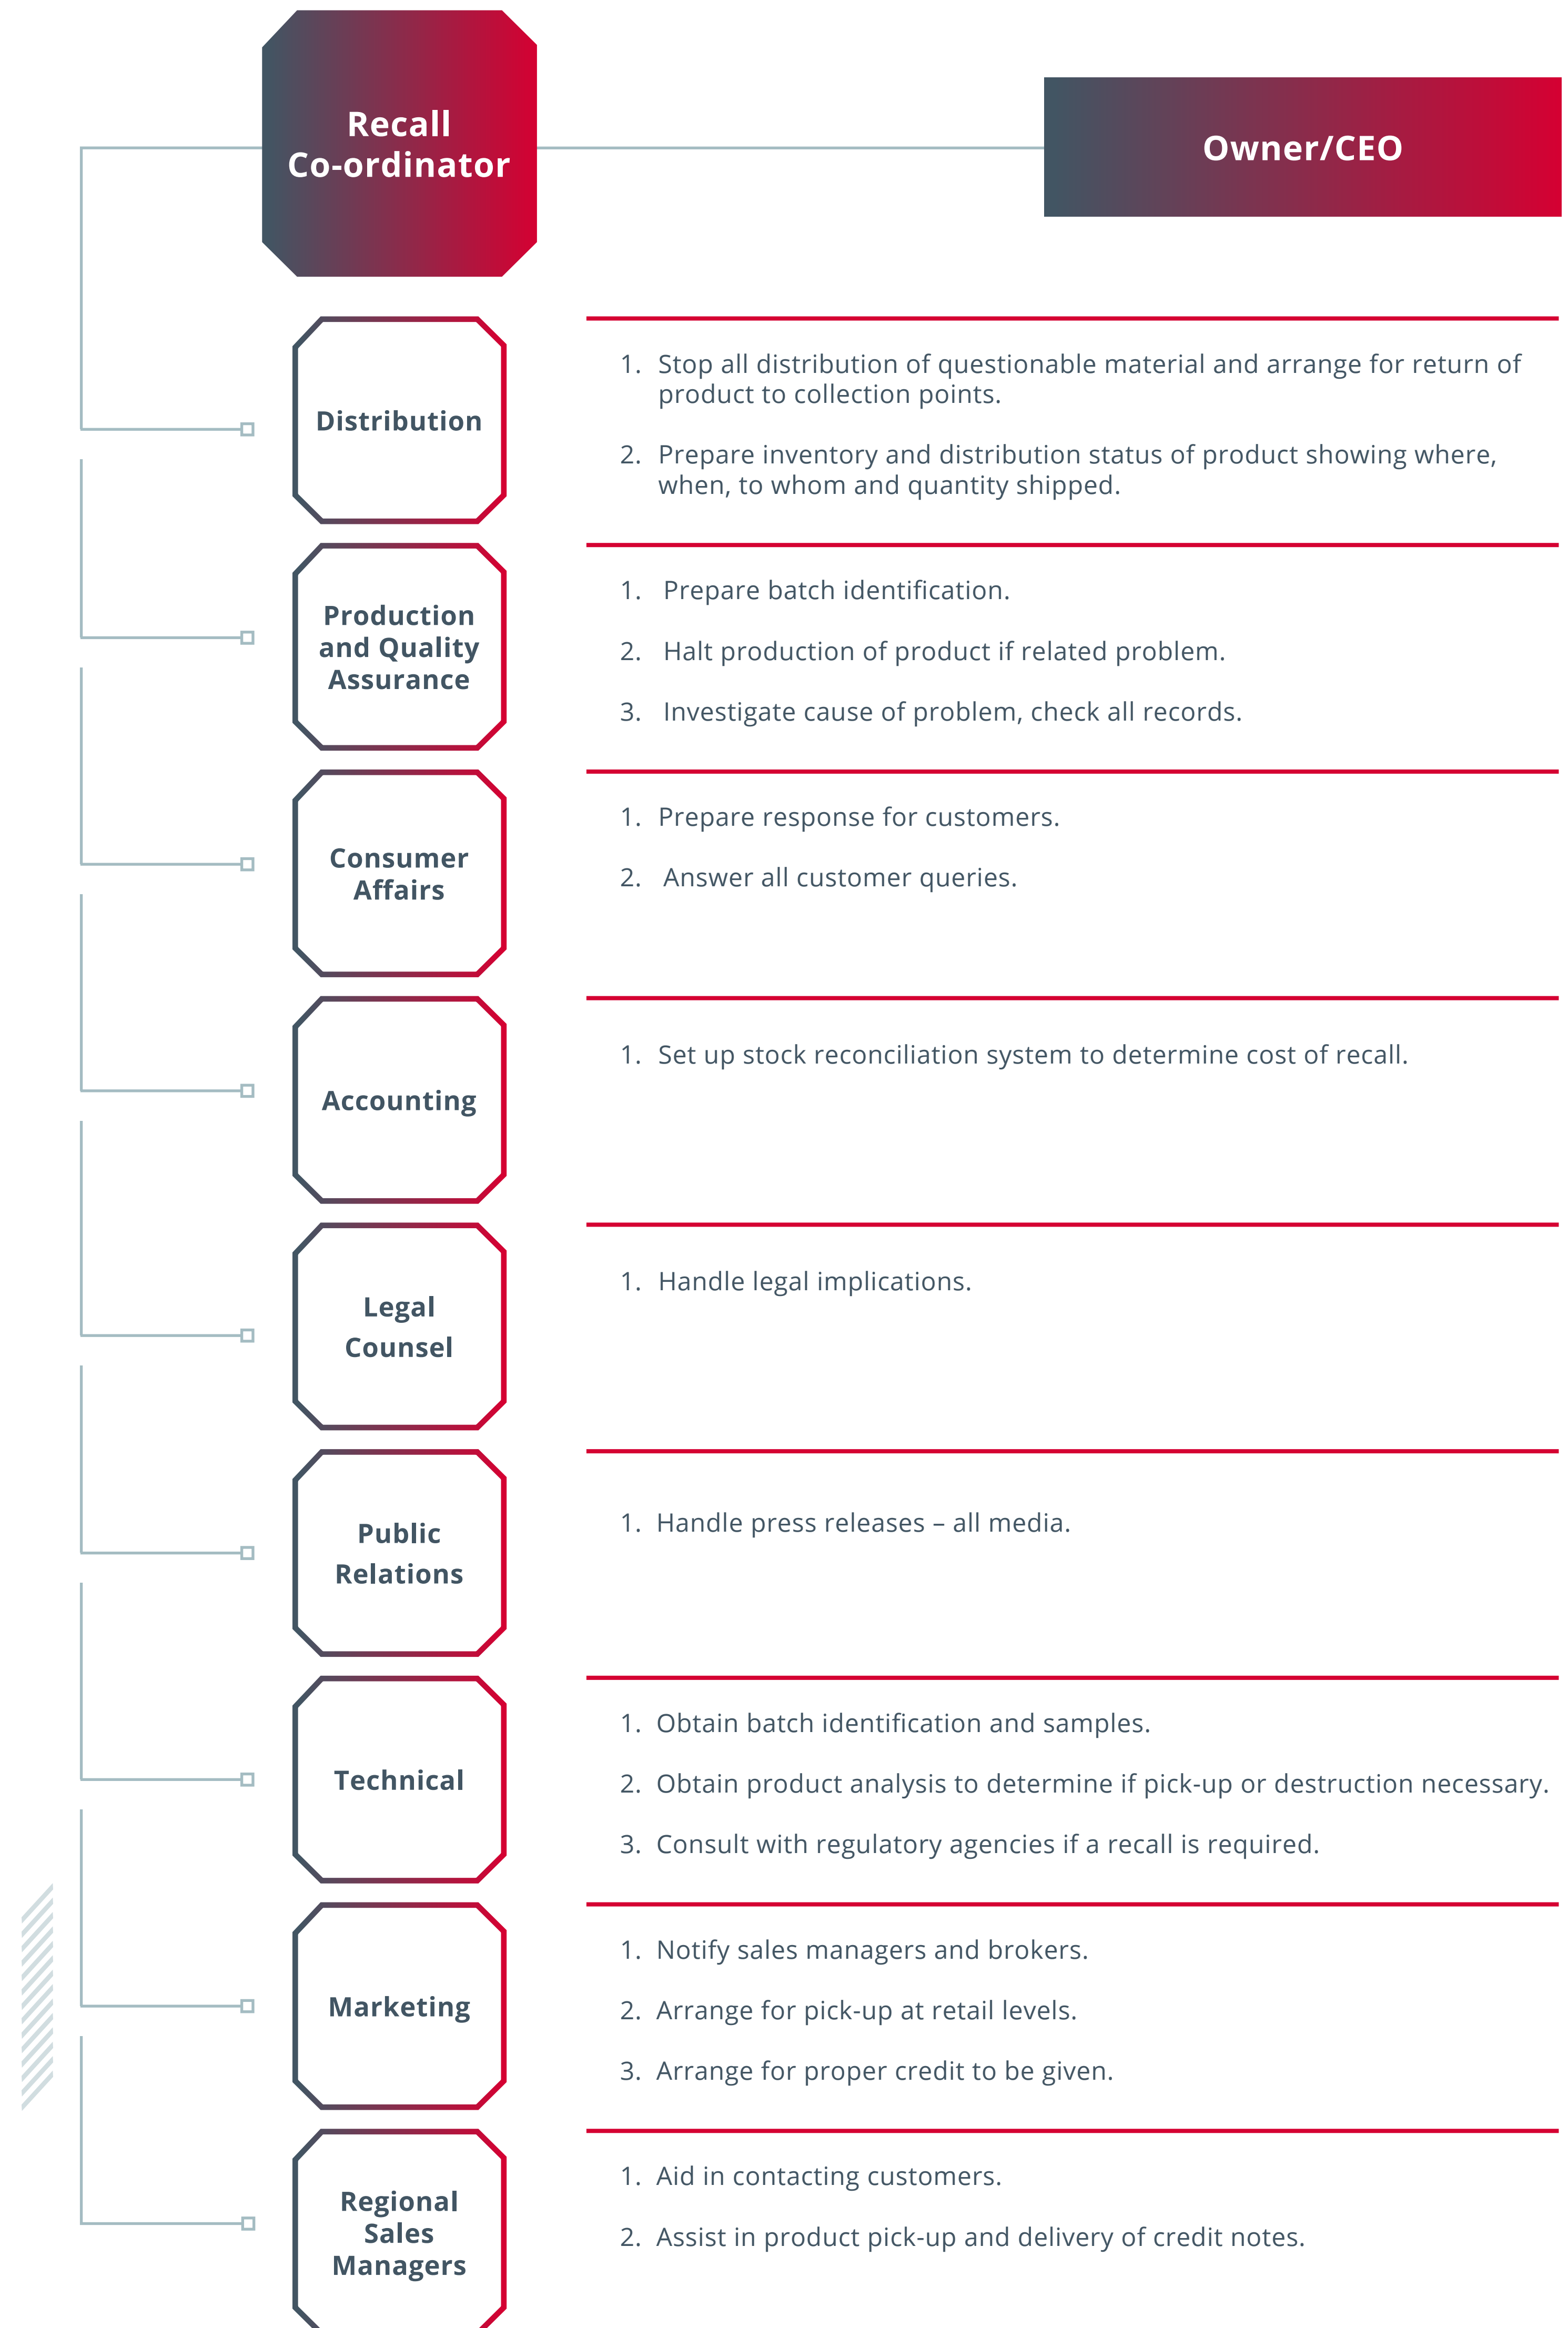 Recall
Co-ordinator
Owner/CEO
Distribution
1. Stop all distribution of questionable material and arrange for return of
product to collection points.
2. Prepare inventory and distribution status of product showing where,
when, to whom and quantity shipped.
Production
and Quality
Assurance
1. Prepare batch identification.
2. Halt production of product if related problem.
3. Investigate cause of problem, check all records.
Consumer
Affairs
1. Prepare response for customers.
2. Answer all customer queries.
Accounting
1. Set up stock reconciliation system to determine cost of recall.
Legal
Counsel
1. Handle legal implications.
Public
Relations
1. Handle press releases – all media.
Technical
1. Obtain batch identification and samples.
2. Obtain product analysis to determine if pick-up or destruction necessary.
3. Consult with regulatory agencies if a recall is required.
Marketing
1. Notify sales managers and brokers.
2. Arrange for pick-up at retail levels.
3. Arrange for proper credit to be given.
Regional
Sales
Managers
1. Aid in contacting customers.
2. Assist in product pick-up and delivery of credit notes.